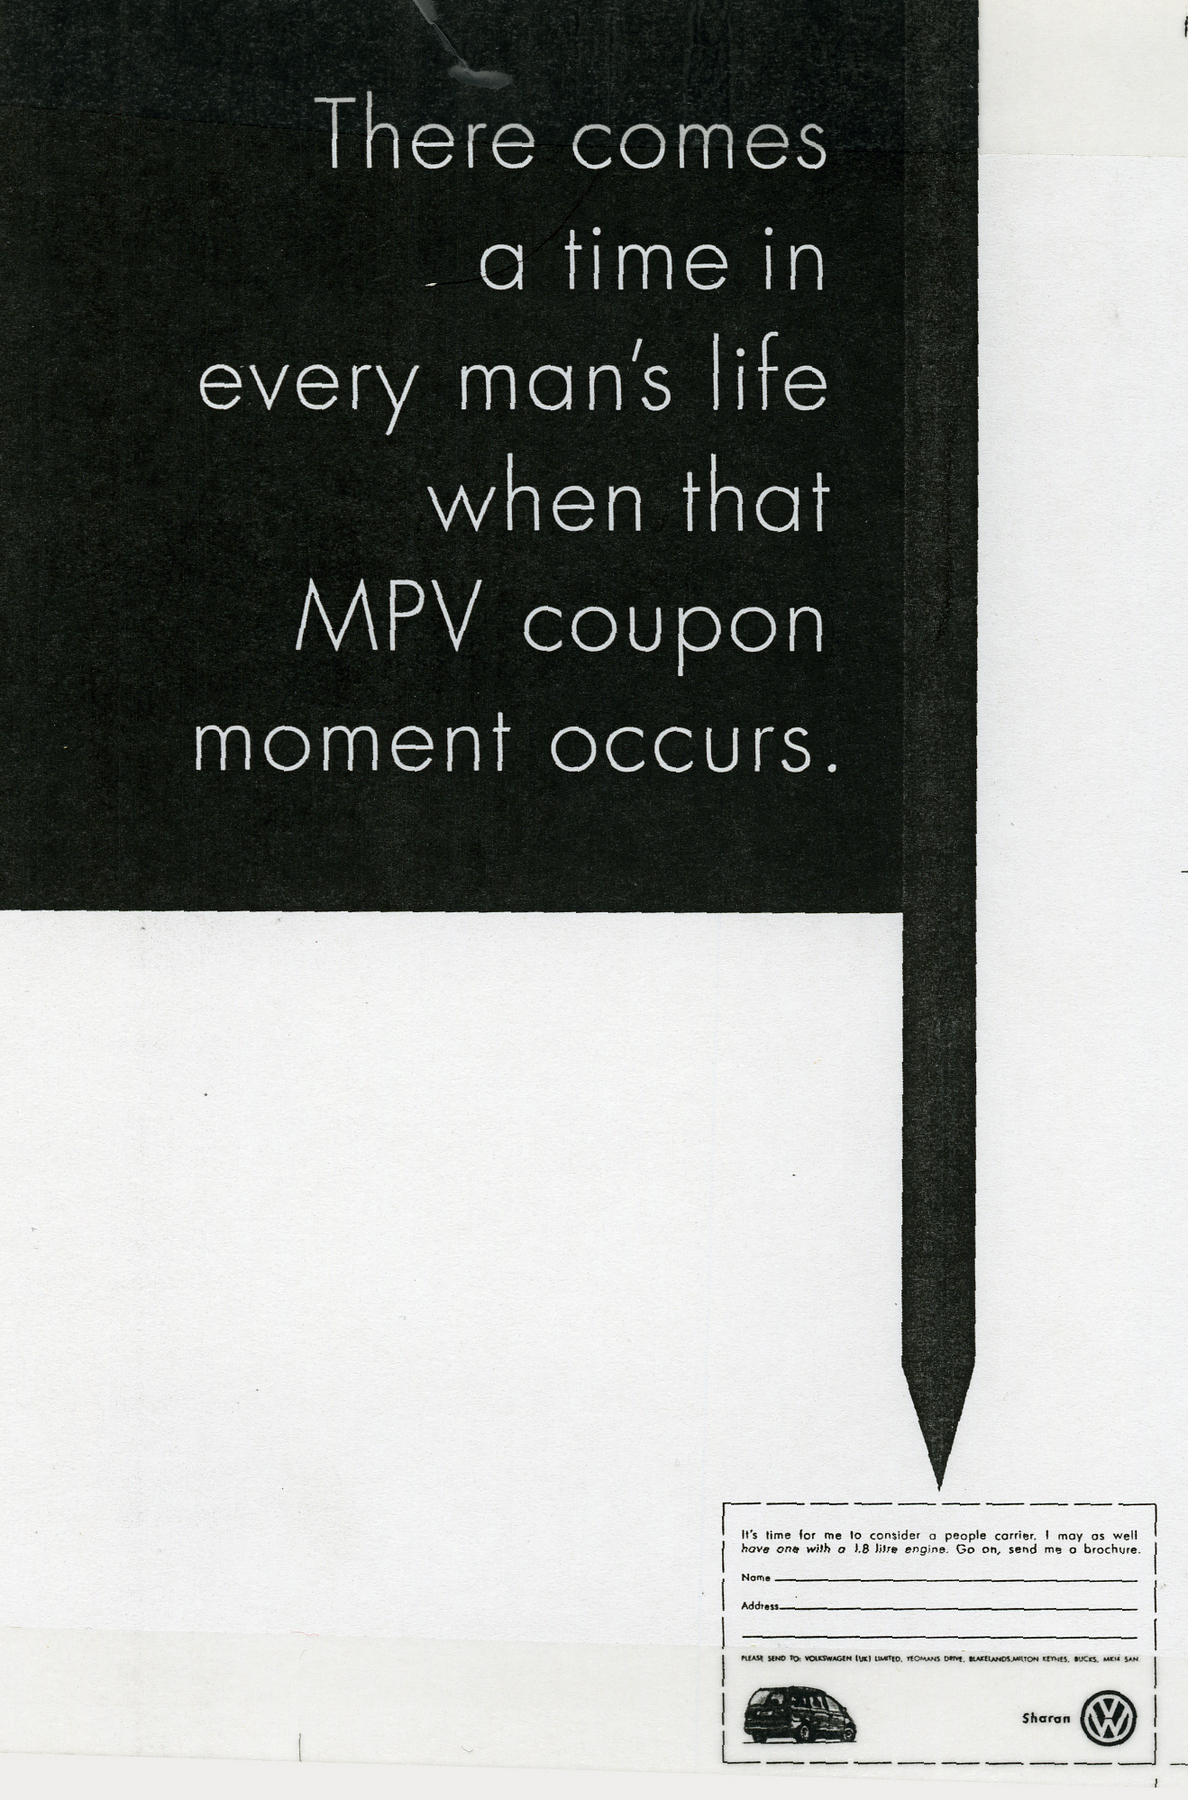 There comes
a time in
every man's life
when that
MPV coupon
moment occurs.
It's time for me to consider a people carrier. I may as well
have one with a 1.8 litre engine. Go on, send me a brochure.
Name
Address
PLEASE SEND TO: VOLKSWAGEN (UK) LIMITED, YEOMANS DRIVE, BLAKELANDS, MILTON KEYNES, BUCKS, MK14 5AN
Sharan